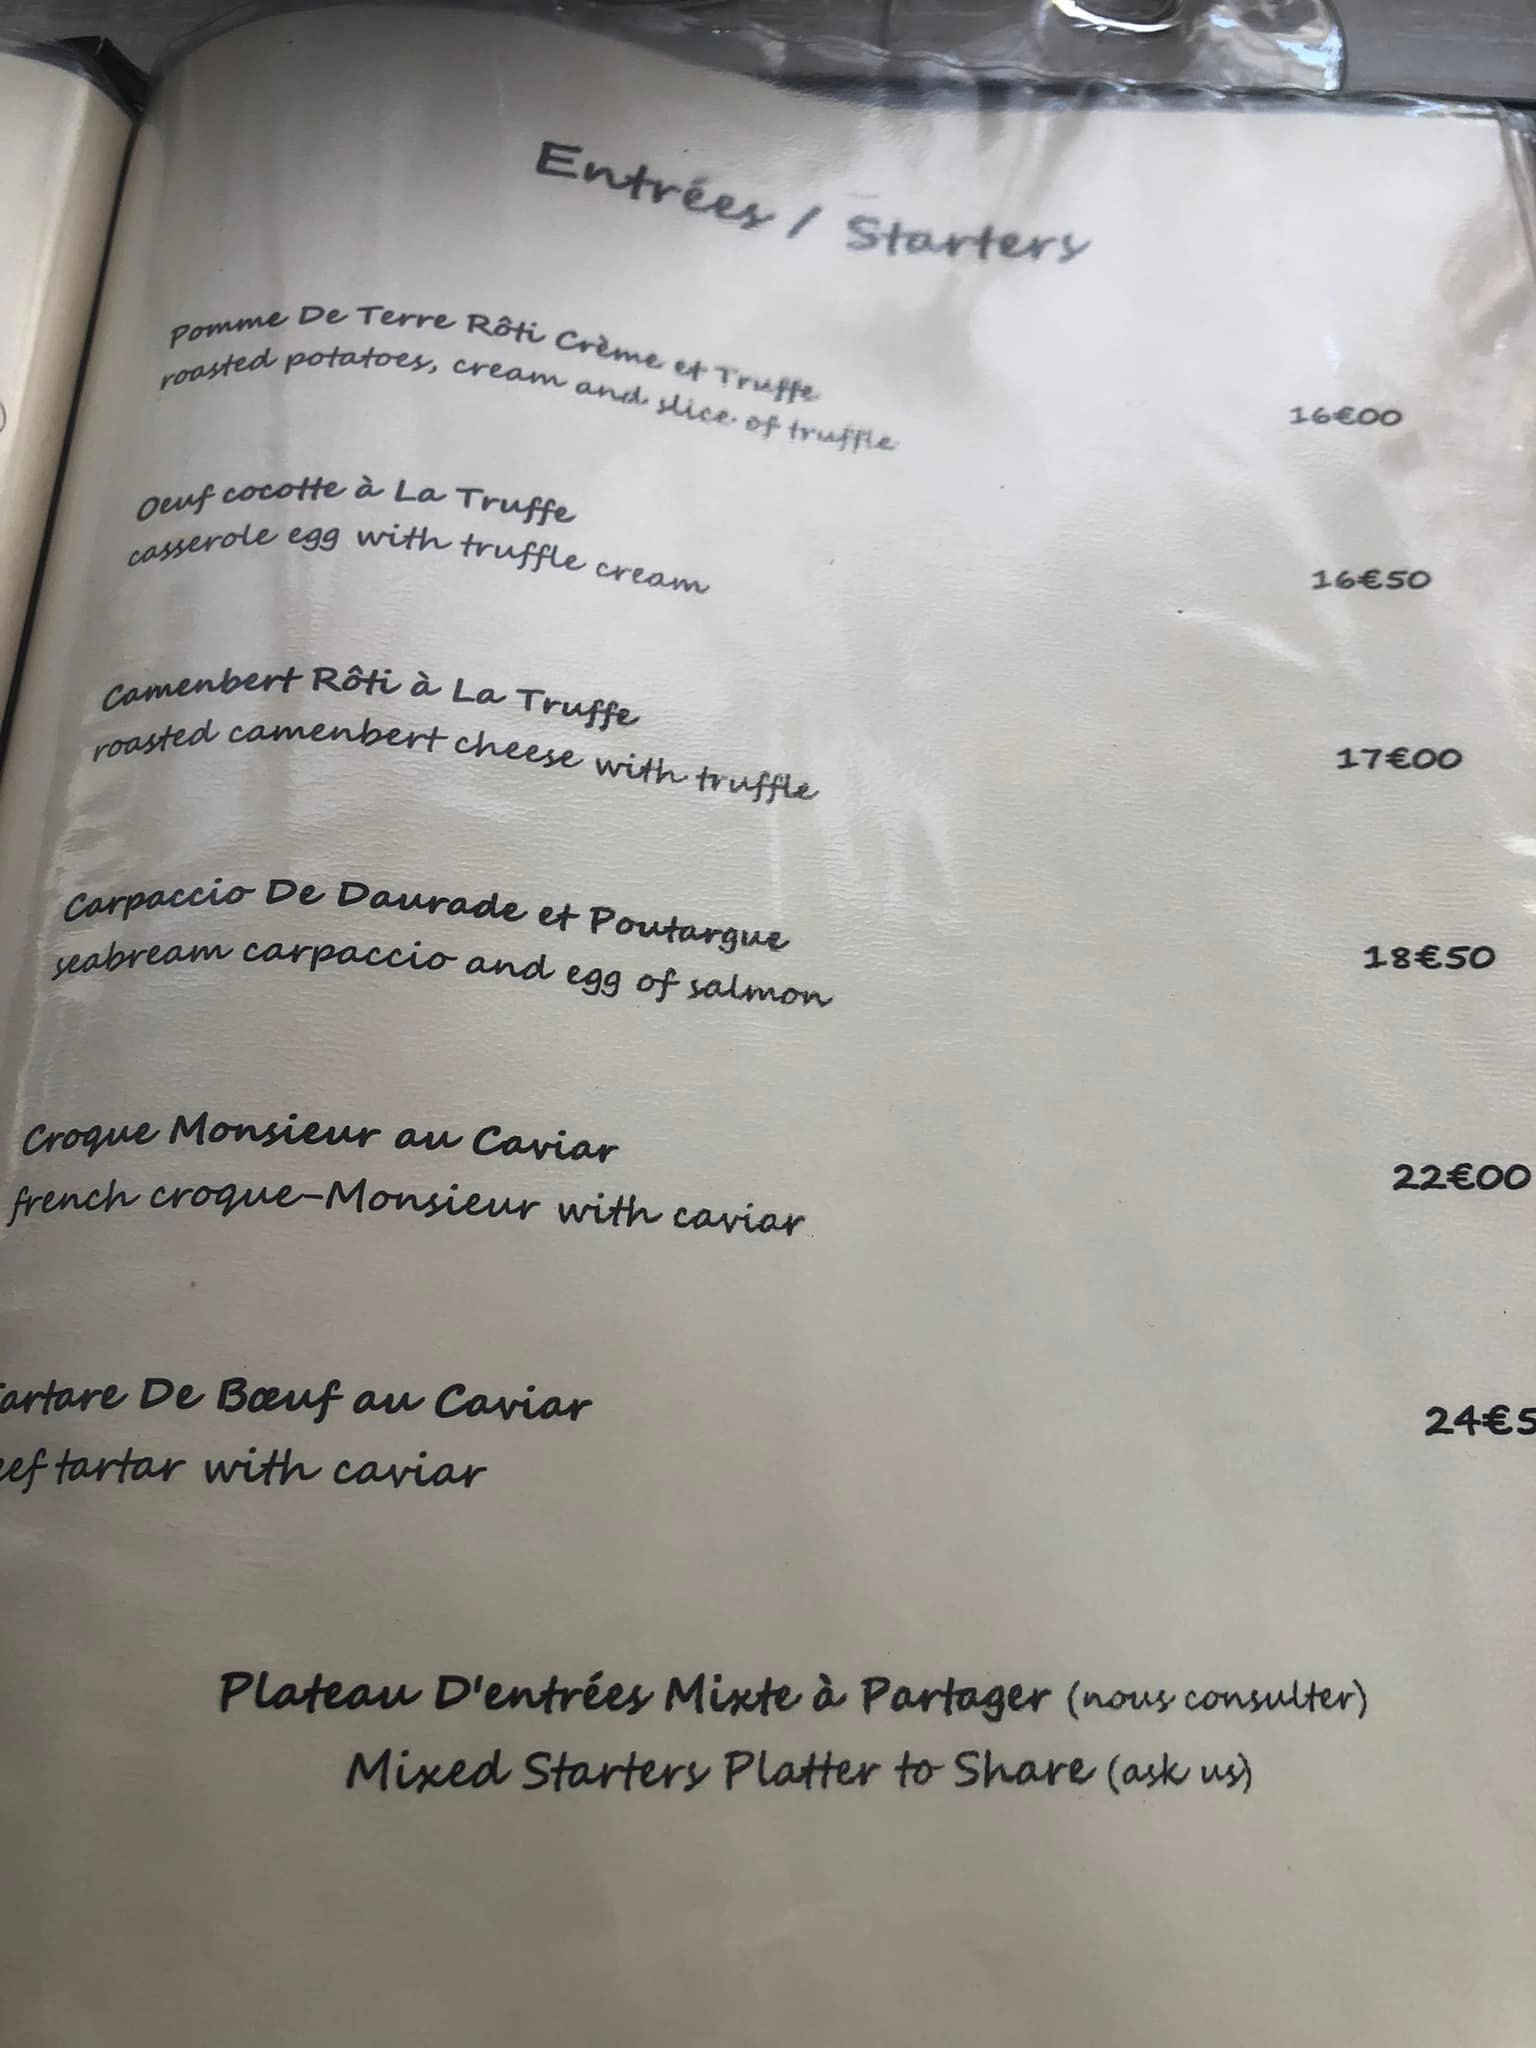 Entrées / Starters
Pomme De Terre Rôti Crème et Truffe
roasted potatoes, cream and slice of truffle
16€00
Oeuf cocotte à La Truffe
casserole egg with truffle cream
16€50
Camenbert Rôti à La Truffe
roasted camenbert cheese with truffle
17€00
Carpaccio De Daurade et Poutargue
seabream carpaccio and egg of salmon
18€50
Croque Monsieur au Caviar
french croque-Monsieur with caviar
22€00
artare De Bœuf au Caviar
eef tartar with caviar
24€5
Plateau D'entrées Mixte à Partager (nous consulter)
Mixed Starters Platter to Share (ask us)